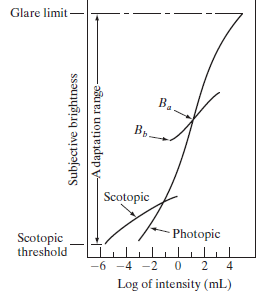 Glare limit
Subjective brightness
Adaptation range
Ba
Bb
Scotopic
Photopic
Scotopic
threshold
−6 −4 −2 0 2 4
Log of intensity (mL)